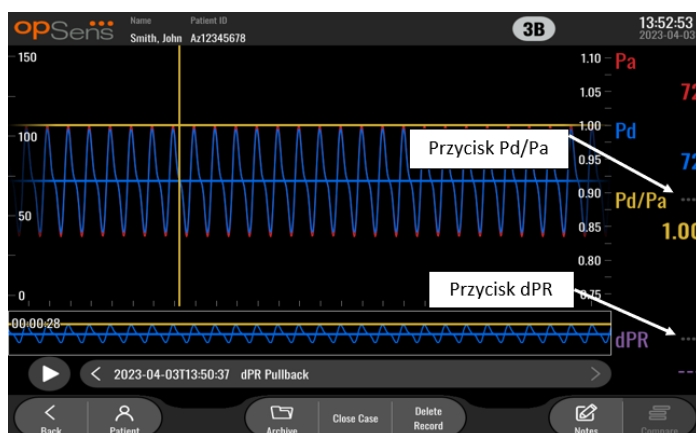 opSens
Name
Patient ID
Smith, John
Az12345678
3B
13:52:53
2023-04-03
150
100
50
0
1.10
1.05
1.00
0.95
0.90
0.85
0.80
0.75
Pa
72
Pd
72
Pd/Pa
1.00
dPR
---
Przycisk Pd/Pa
Przycisk dPR
00:00:28
2023-04-03T13:50:37 dPR Pullback
Back
Patient
Archive
Close Case
Delete
Record
Notes
Compare